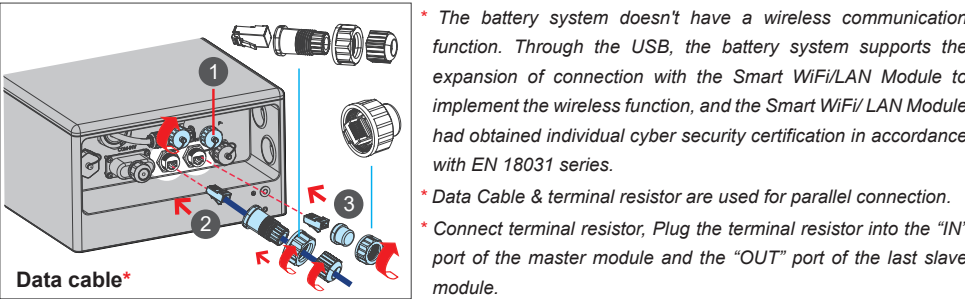 1
2
3
Data cable*
* The battery system doesn't have a wireless communication
function. Through the USB, the battery system supports the
expansion of connection with the Smart WiFi/LAN Module to
implement the wireless function, and the Smart WiFi/ LAN Module
had obtained individual cyber security certification in accordance
with EN 18031 series.
* Data Cable & terminal resistor are used for parallel connection.
* Connect terminal resistor, Plug the terminal resistor into the “IN”
port of the master module and the “OUT” port of the last slave
module.